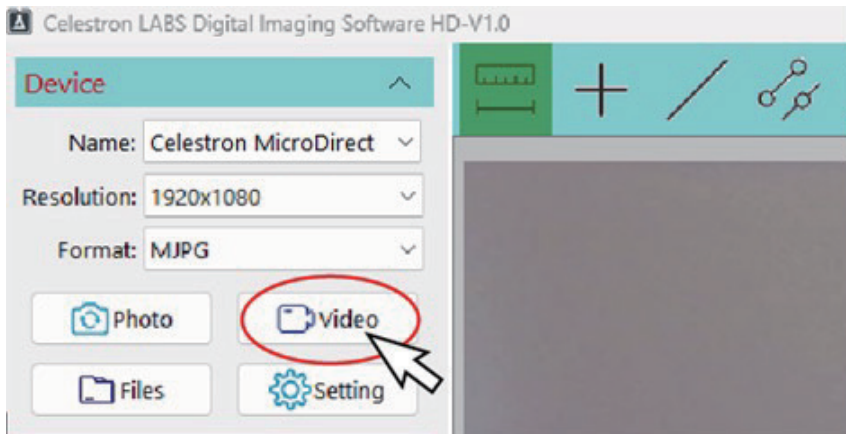 Celestron LABS Digital Imaging Software HD-V1.0
Device
Name: Celestron MicroDirect
Resolution: 1920x1080
Format: MJPG
Photo Video
Files Setting